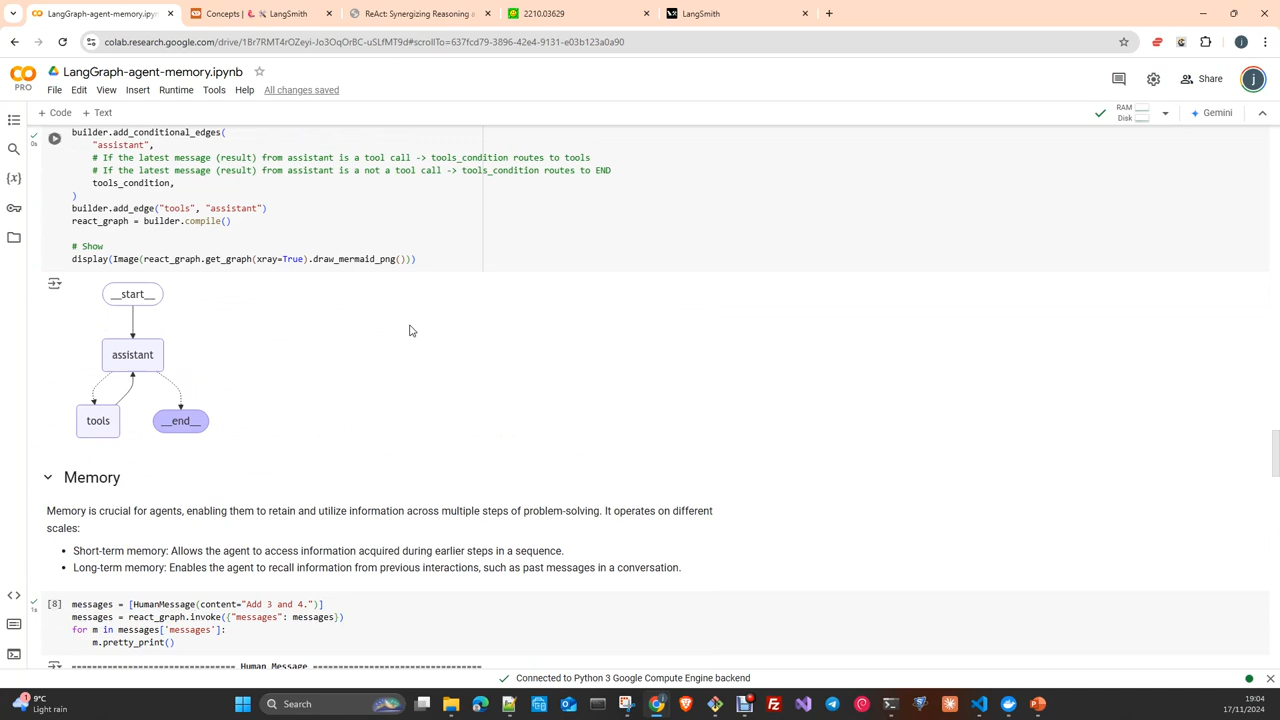 LangGraph-agent-memory.ipynb
Concepts | LangSmith
ReAct: Synergizing Reasoning a
2210.03629
LangSmith
colab.research.google.com/drive/1Br7RMT4rOZeyi-Jo3OqOrBC-uSLfMT9d#scrollTo=637fcd79-3896-42e4-9131-e03b123a0a90
j
PRO
LangGraph-agent-memory.ipynb
Share
j
File Edit View Insert Runtime Tools Help All changes saved
+ Code + Text
RAM
Disk
Gemini
0s
builder.add_conditional_edges(
"assistant",
# If the latest message (result) from assistant is a tool call -> tools_condition routes to tools
# If the latest message (result) from assistant is a not a tool call -> tools_condition routes to END
tools_condition,
)
builder.add_edge("tools", "assistant")
react_graph = builder.compile()
# Show
display(Image(react_graph.get_graph(xray=True).draw_mermaid_png()))
__start__
assistant
tools
__end__
Memory
Memory is crucial for agents, enabling them to retain and utilize information across multiple steps of problem-solving. It operates on different
scales:
• Short-term memory: Allows the agent to access information acquired during earlier steps in a sequence.
• Long-term memory: Enables the agent to recall information from previous interactions, such as past messages in a conversation.
1s
[8] messages = [HumanMessage(content="Add 3 and 4.")]
messages = react_graph.invoke({"messages": messages})
for m in messages['messages']:
m.pretty_print()
================================ Human Message =================================
Connected to Python 3 Google Compute Engine backend
1
9°C
Light rain
Search
19:04
17/11/2024